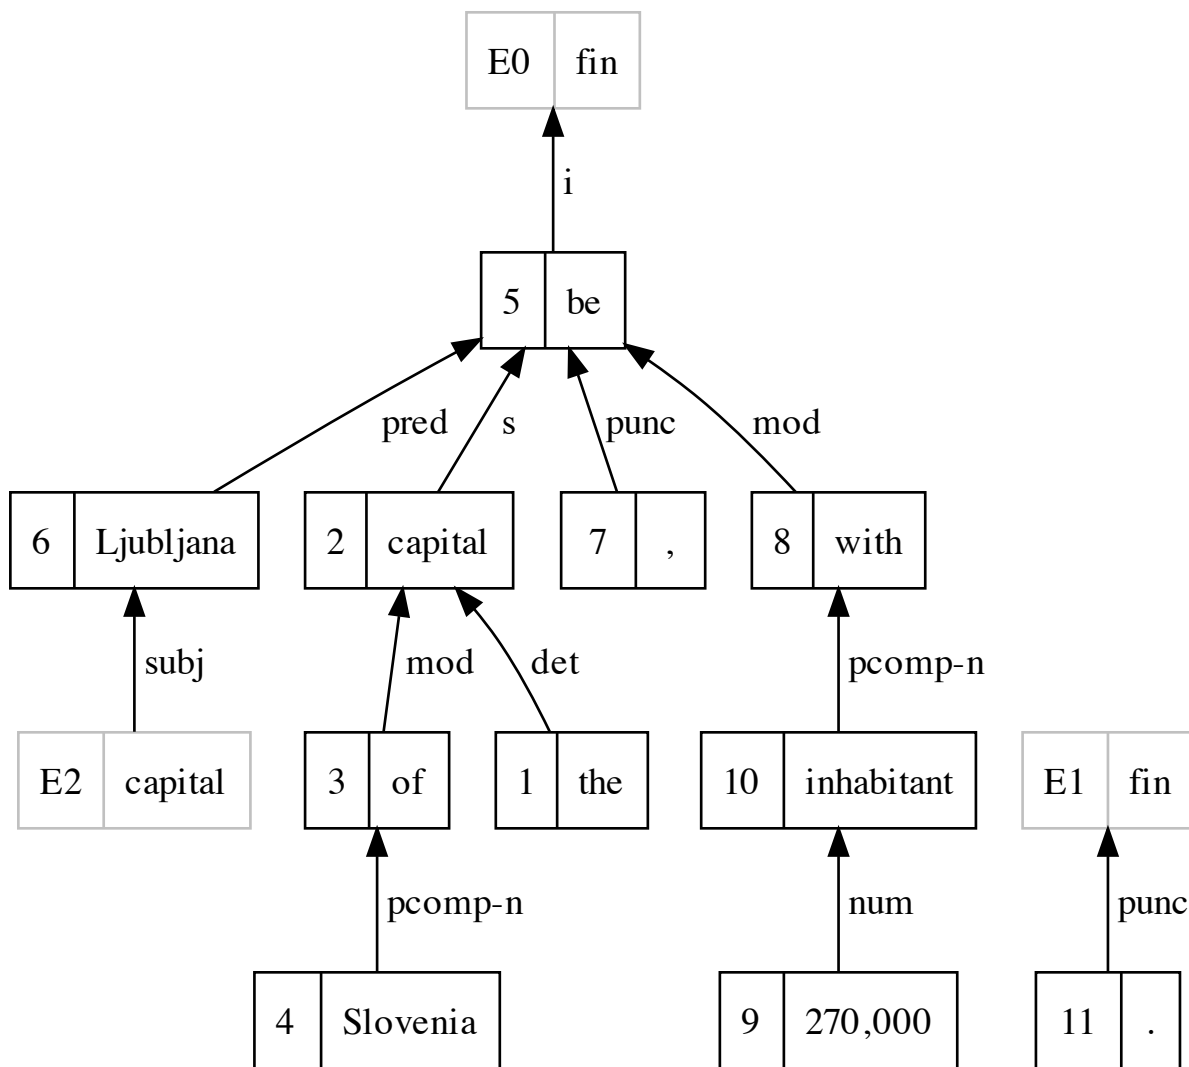 E0 fin
i
5 be
pred s punc mod
6 Ljubljana 2 capital 7 , 8 with
subj mod det pcomp-n
E2 capital 3 of 1 the 10 inhabitant E1 fin
pcomp-n num punc
4 Slovenia 9 270,000 11 .